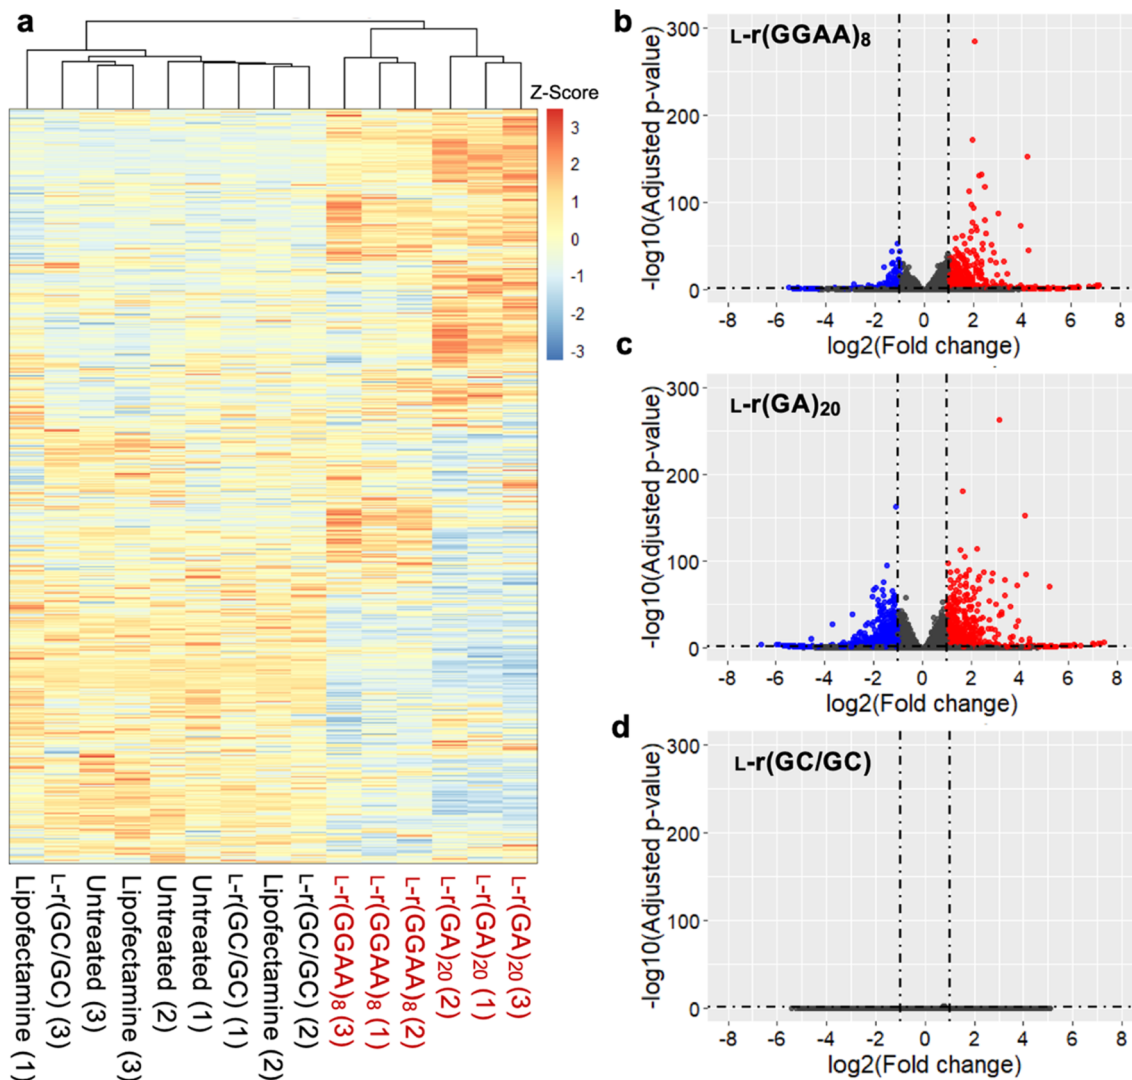 a
Z-Score
3
2
1
0
-1
-2
-3
Lipofectamine (1)
L-r(GC/GC) (3)
Untreated (3)
Lipofectamine (3)
Untreated (2)
Untreated (1)
L-r(GC/GC) (1)
Lipofectamine (2)
L-r(GC/GC) (2)
L-r(GGAA)8 (3)
L-r(GGAA)8 (1)
L-r(GGAA)8 (2)
L-r(GA)20 (2)
L-r(GA)20 (1)
L-r(GA)20 (3)
b
L-r(GGAA)8
-log10(Adjusted p-value)
300
200
100
0
-8 -6 -4 -2 0 2 4 6 8
log2(Fold change)
c
L-r(GA)20
-log10(Adjusted p-value)
300
200
100
0
-8 -6 -4 -2 0 2 4 6 8
log2(Fold change)
d
L-r(GC/GC)
-log10(Adjusted p-value)
300
200
100
0
-8 -6 -4 -2 0 2 4 6 8
log2(Fold change)